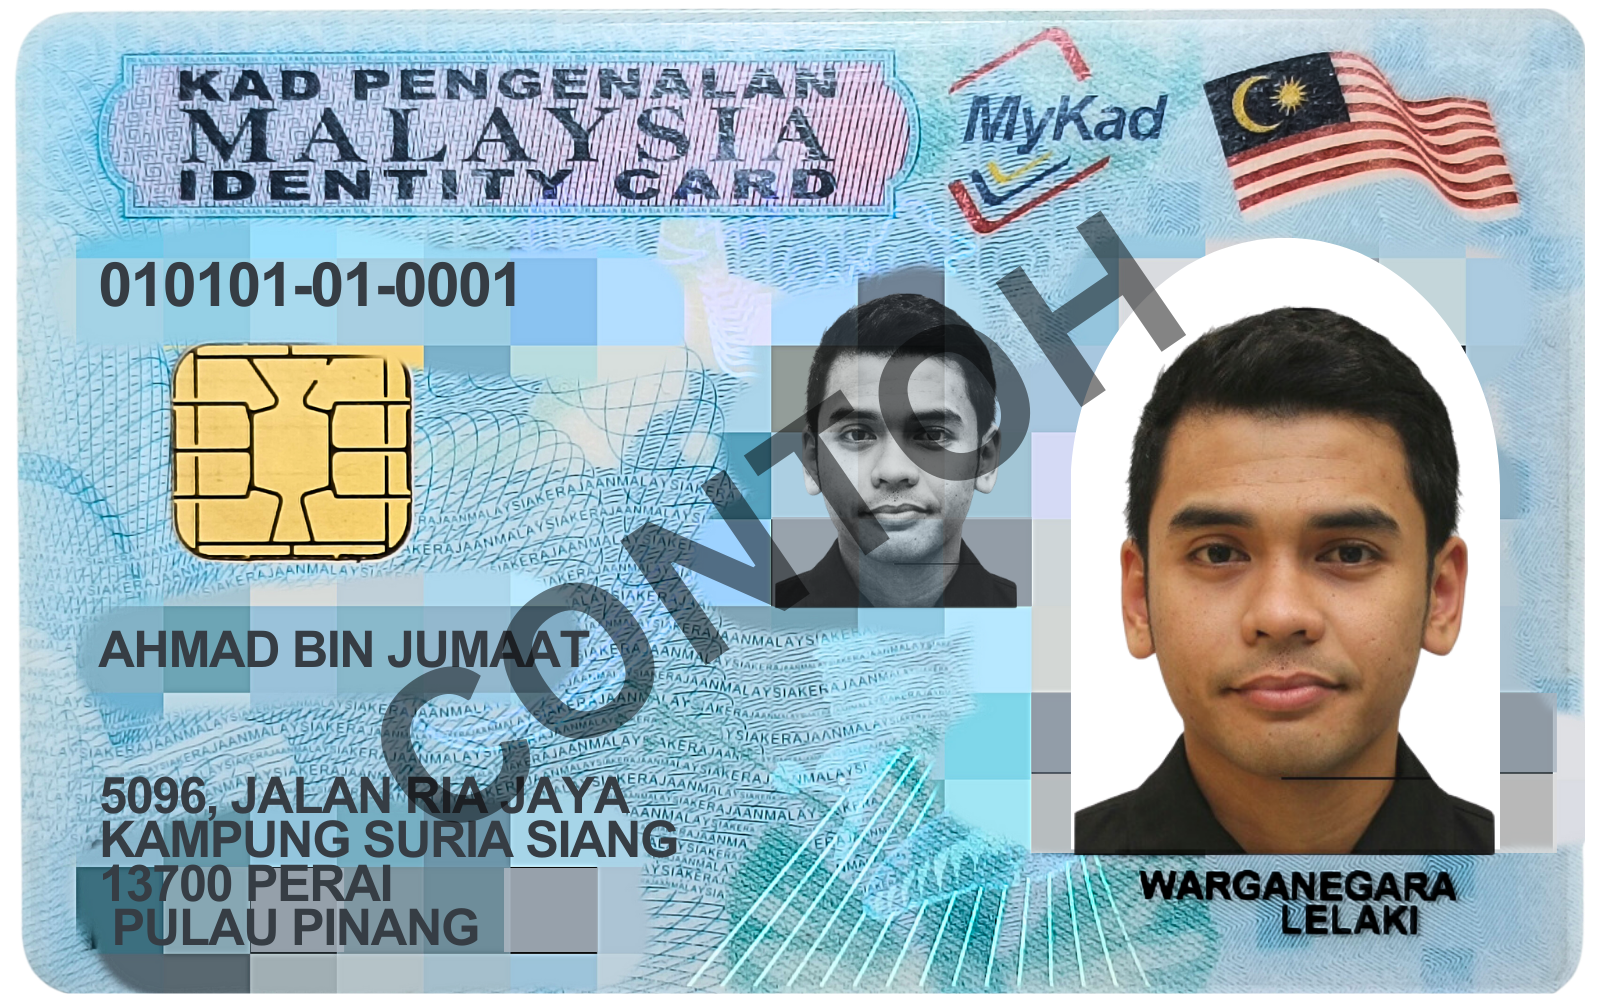 KAD PENGENALAN
MALAYSIA
IDENTITY CARD
MyKad
010101-01-0001
AHMAD BIN JUMAAT
5096, JALAN RIA JAYA
KAMPUNG SURIA SIANG
13700 PERAI
PULAU PINANG
CONTOH
WARGANEGARA
LELAKI